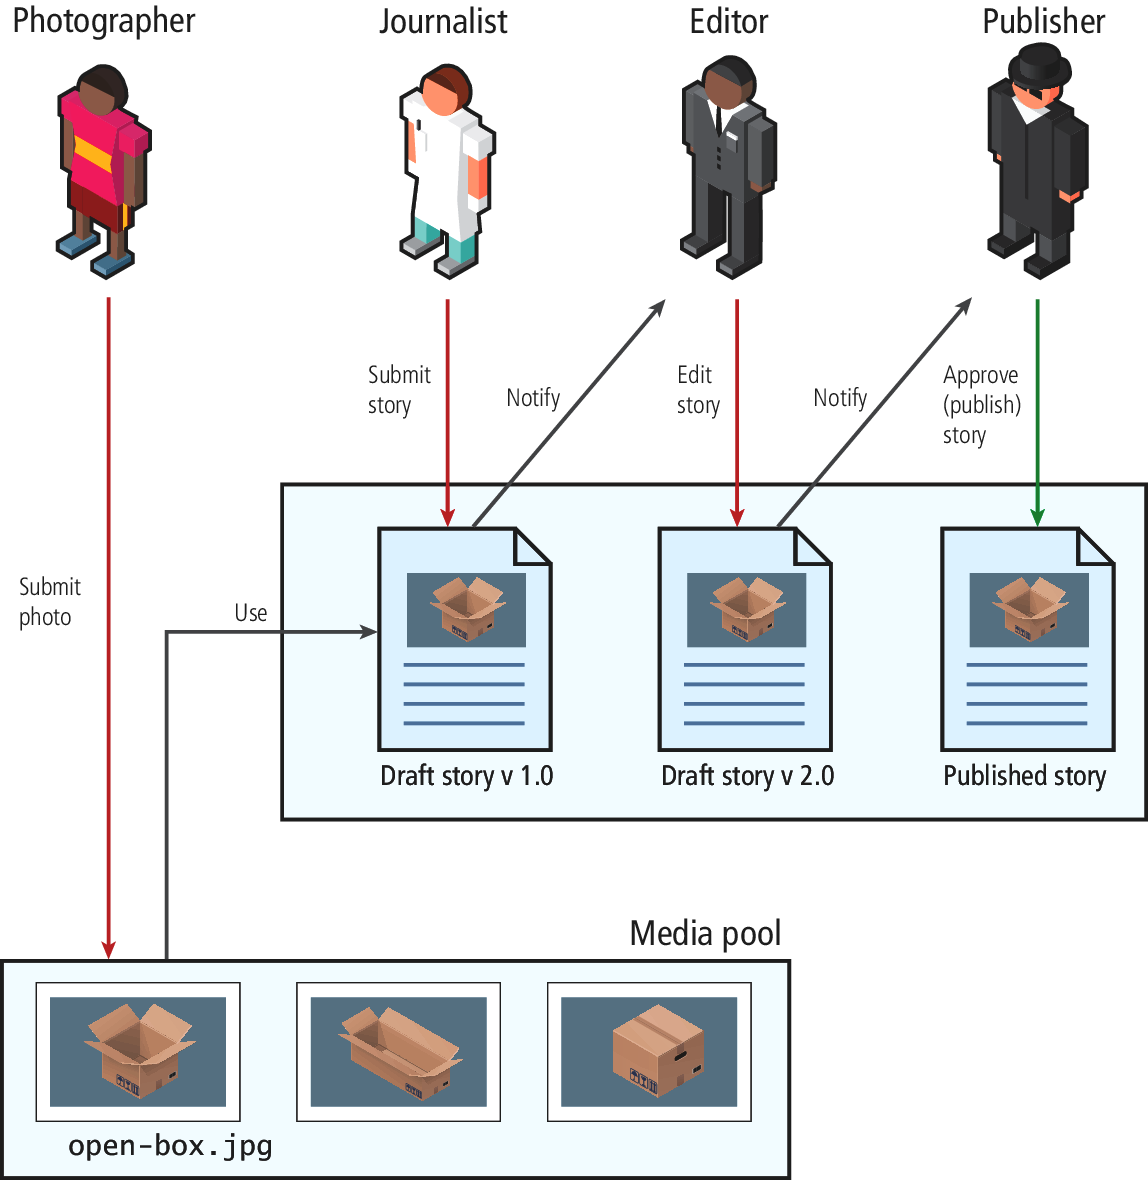 Photographer
Journalist
Editor
Publisher
Submit
story
Notify
Edit
story
Notify
Approve
(publish)
story
Submit
photo
Use
Draft story v 1.0
Draft story v 2.0
Published story
Media pool
open-box.jpg